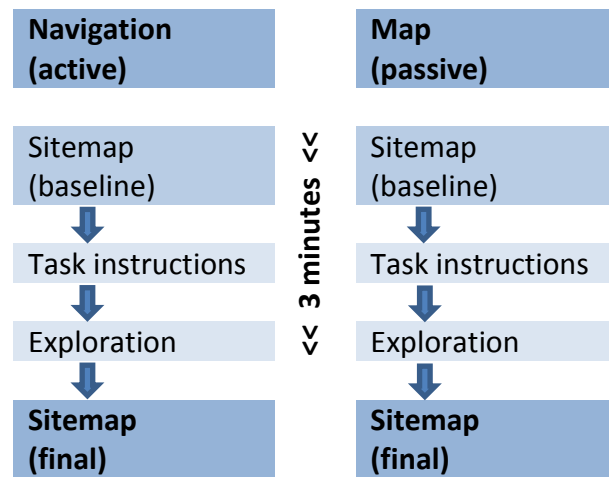 Navigation
(active)
Sitemap
(baseline)
Task instructions
Exploration
Sitemap
(final)
<< 3 minutes <<
Map
(passive)
Sitemap
(baseline)
Task instructions
Exploration
Sitemap
(final)